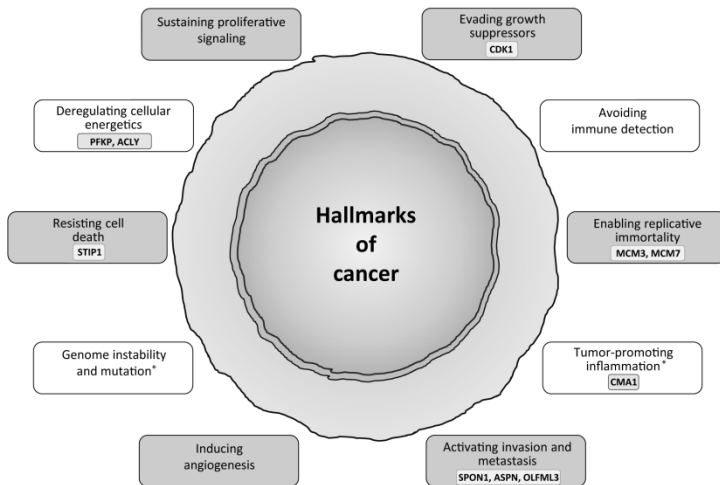 Sustaining proliferative
signaling
Evading growth
suppressors
CDK1
Deregulating cellular
energetics
PFKP, ACLY
Avoiding
immune detection
Hallmarks
of
cancer
Resisting cell
death
STIP1
Enabling replicative
immortality
MCM3, MCM7
Genome instability
and mutation*
Tumor-promoting
inflammation*
CMA1
Inducing
angiogenesis
Activating invasion and
metastasis
SPON1, ASPN, OLFML3